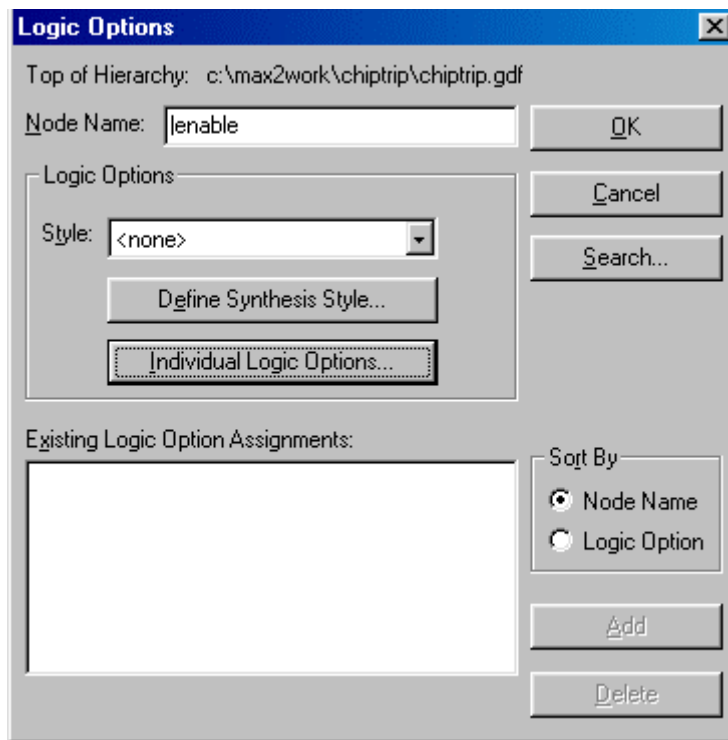 Logic Options
Top of Hierarchy: c:\max2work\chiptrip\chiptrip.gdf
Node Name: |enable
OK
Logic Options
Cancel
Style: <none>
Search...
Define Synthesis Style...
Individual Logic Options...
Existing Logic Option Assignments:
Sort By
Node Name
Logic Option
Add
Delete